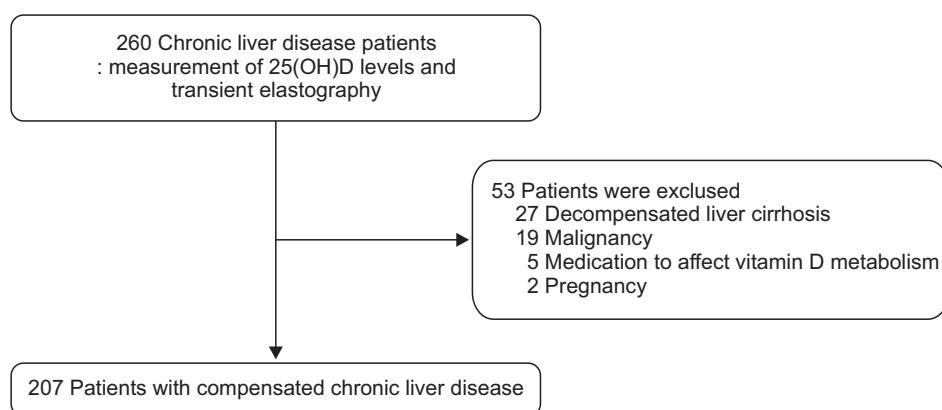 260 Chronic liver disease patients
: measurement of 25(OH)D levels and
transient elastography
53 Patients were exclused
27 Decompensated liver cirrhosis
19 Malignancy
5 Medication to affect vitamin D metabolism
2 Pregnancy
207 Patients with compensated chronic liver disease